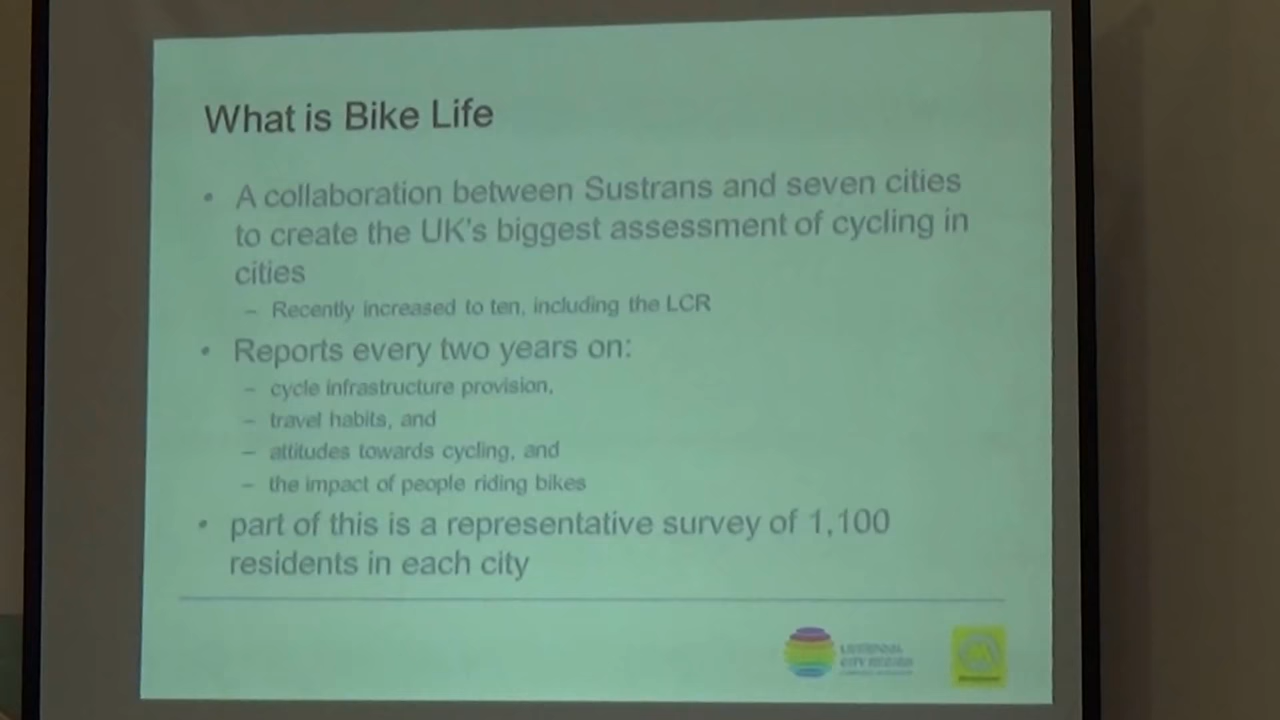 What is Bike Life
• A collaboration between Sustrans and seven cities
to create the UK's biggest assessment of cycling in
cities
– Recently increased to ten, including the LCR
• Reports every two years on:
– cycle infrastructure provision,
– travel habits, and
– attitudes towards cycling, and
– the impact of people riding bikes
• part of this is a representative survey of 1,100
residents in each city
LIVERPOOL
CITY REGION